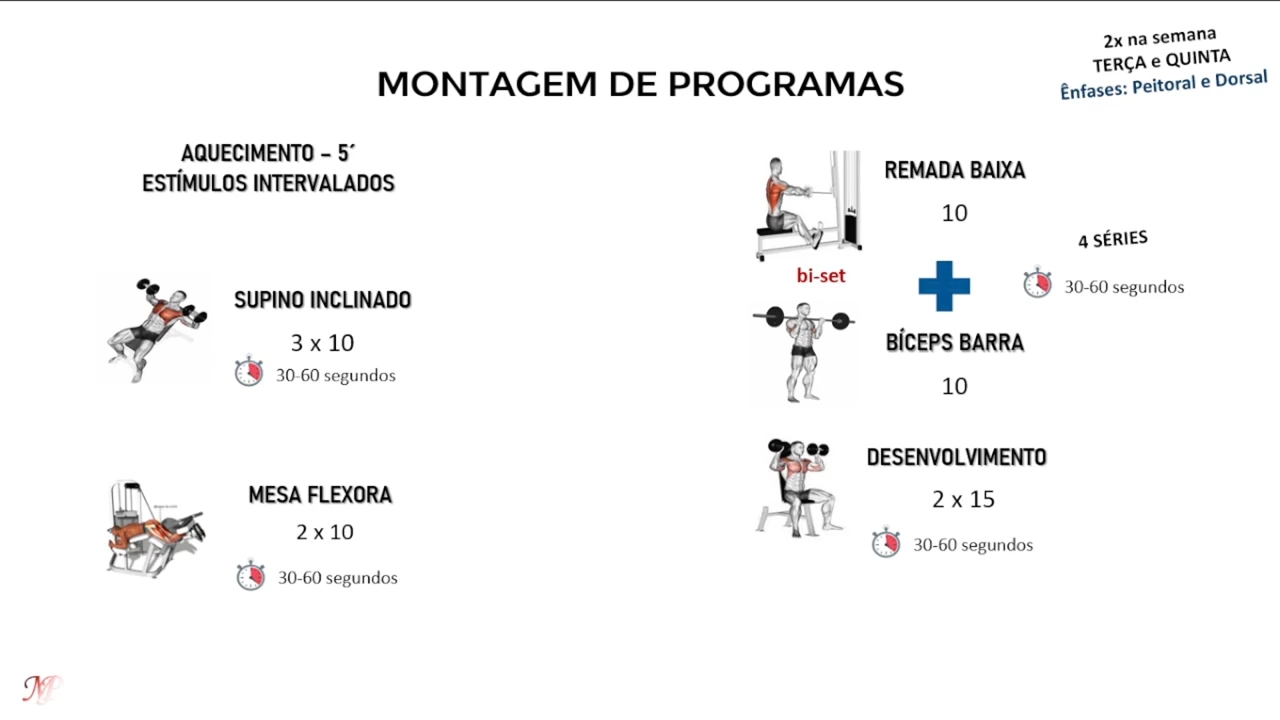 2x na semana
TERÇA e QUINTA
Ênfases: Peitoral e Dorsal
MONTAGEM DE PROGRAMAS
AQUECIMENTO – 5´
ESTÍMULOS INTERVALADOS
SUPINO INCLINADO
3 x 10
30-60 segundos
MESA FLEXORA
2 x 10
30-60 segundos
REMADA BAIXA
10
bi-set
4 SÉRIES
30-60 segundos
BÍCEPS BARRA
10
DESENVOLVIMENTO
2 x 15
30-60 segundos
MP